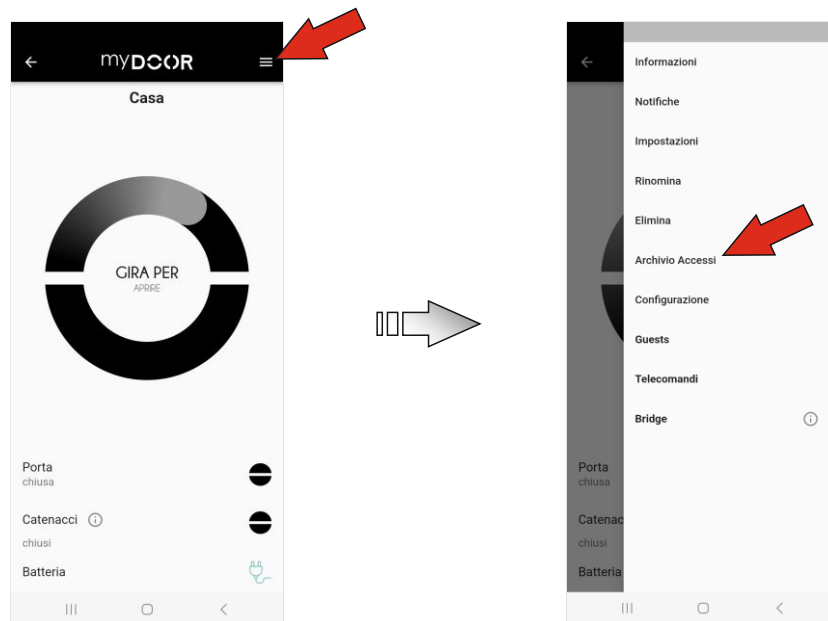 myDOOR
Casa
GIRA PER
APRIRE
Porta
chiusa
Catenacci
chiusi
Batteria
Informazioni
Notifiche
Impostazioni
Rinomina
Elimina
Archivio Accessi
Configurazione
Guests
Telecomandi
Bridge
Porta
chiusa
Catenac
chiusi
Batteria